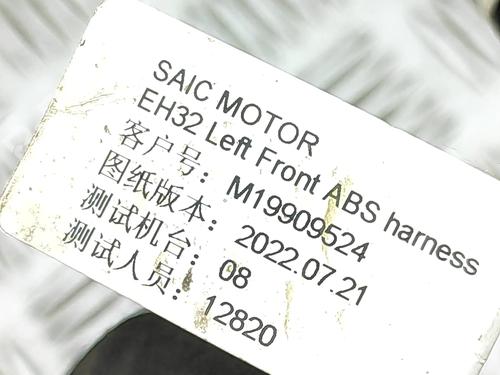 SAIC MOTOR
EH32 Left Front ABS harness
客户号：M19909524
图纸版本：2022.07.21
测试机台：08
测试人员：12820